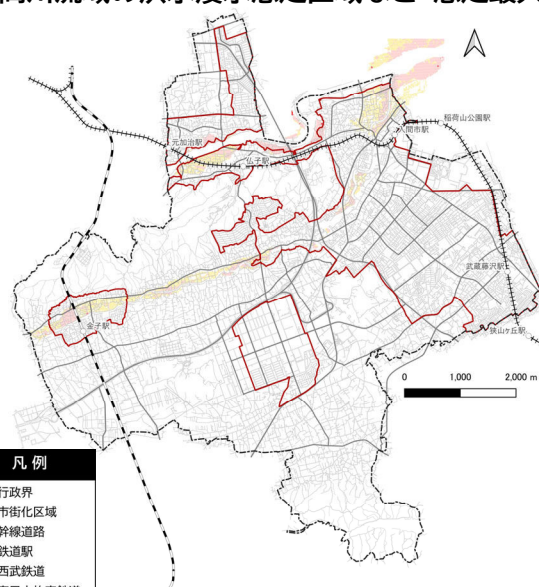 元加治駅
仏子駅
入間市駅
稲荷山公園駅
武蔵藤沢駅
狭山ヶ丘駅
金子駅
0 1,000 2,000 m
凡例
行政界
市街化区域
幹線道路
鉄道駅
西武鉄道